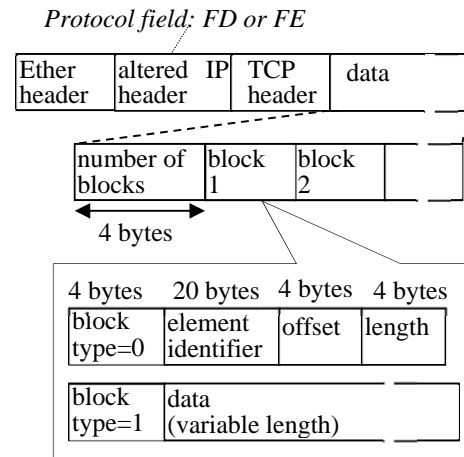 Protocol field: FD or FE
Ether header
altered IP header
TCP header
data
number of blocks
block 1
block 2
4 bytes
4 bytes 20 bytes 4 bytes 4 bytes
block type=0
element identifier
offset
length
block type=1
data (variable length)